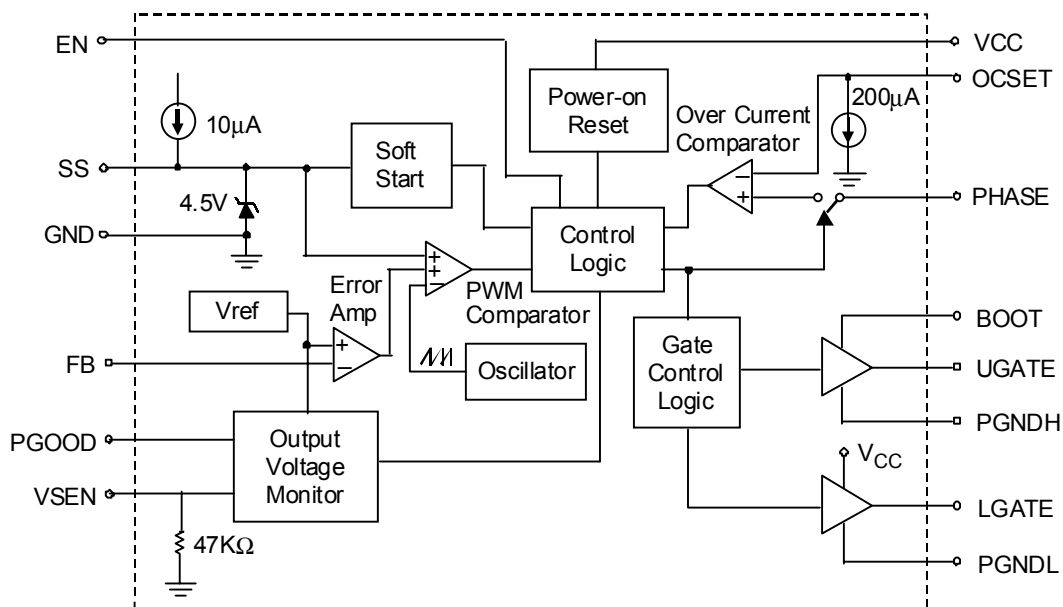 EN
VCC
OCSET
200μA
Power-on
Reset
Over Current
Comparator
10μA
SS
Soft
Start
−
+
PHASE
4.5V
GND
Control
Logic
+
+
−
PWM
Comparator
Error
Amp
Vref
+
−
FB
Oscillator
Gate
Control
Logic
BOOT
UGATE
PGNDH
PGOOD
Output
Voltage
Monitor
VSEN
47KΩ
VCC
LGATE
PGNDL